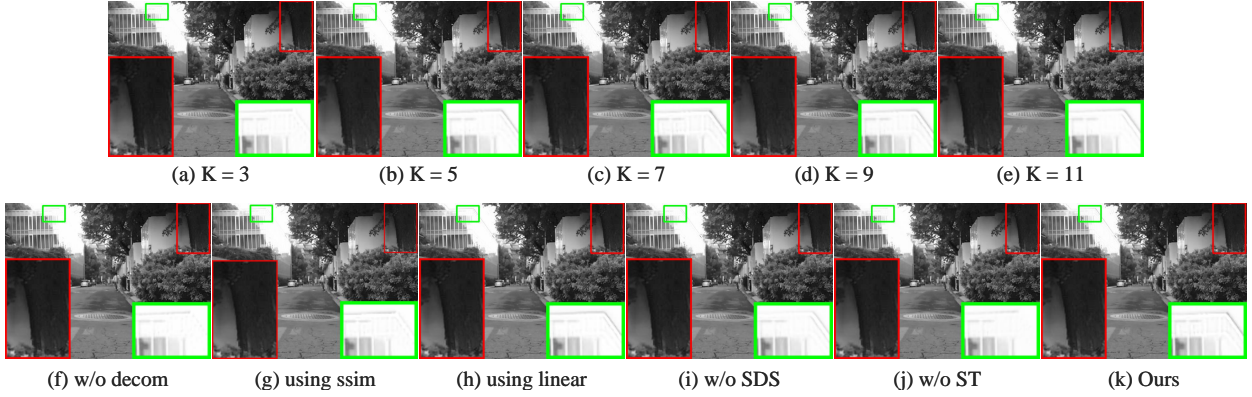 (a) K = 3
(b) K = 5
(c) K = 7
(d) K = 9
(e) K = 11
(f) w/o decom
(g) using ssim
(h) using linear
(i) w/o SDS
(j) w/o ST
(k) Ours